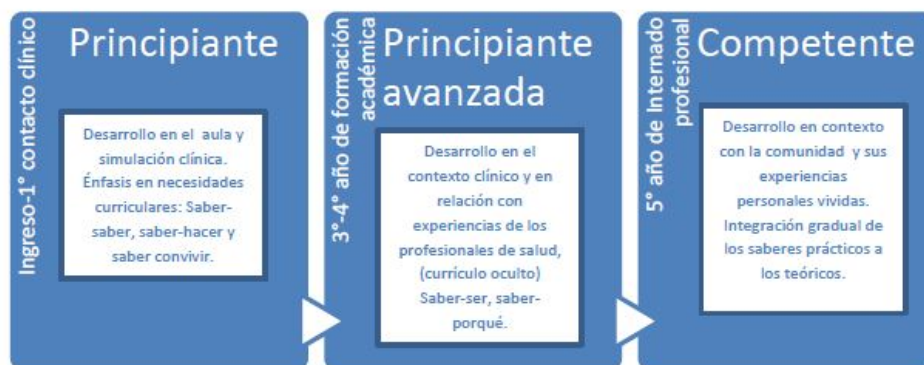 Ingreso-1° contacto clínico
Principiante
Desarrollo en el aula y
simulación clínica.
Énfasis en necesidades
curriculares: Saber-
saber, saber-hacer y
saber convivir.
3°-4° año de formación
académica
Principiante
avanzada
Desarrollo en el
contexto clínico y en
relación con
experiencias de los
profesionales de salud,
(currículo oculto)
Saber-ser, saber-
porqué.
5° año de Internado
profesional
Competente
Desarrollo en contexto
con la comunidad y sus
experiencias
personales vividas.
Integración gradual de
los saberes prácticos a
los teóricos.